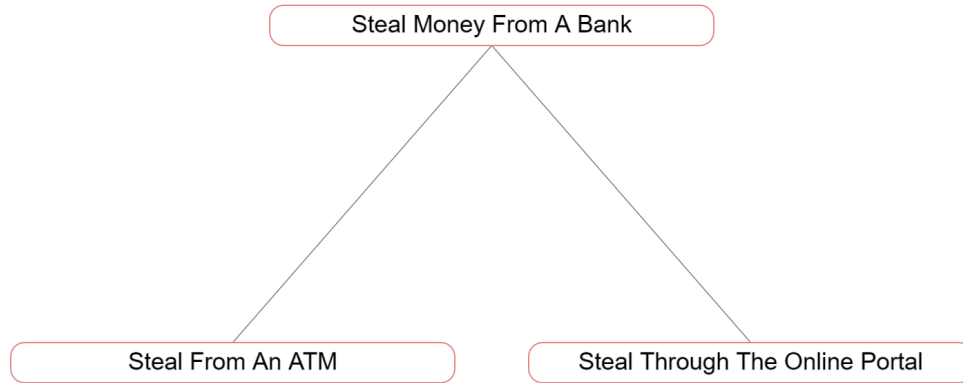 Steal Money From A Bank
Steal From An ATM
Steal Through The Online Portal